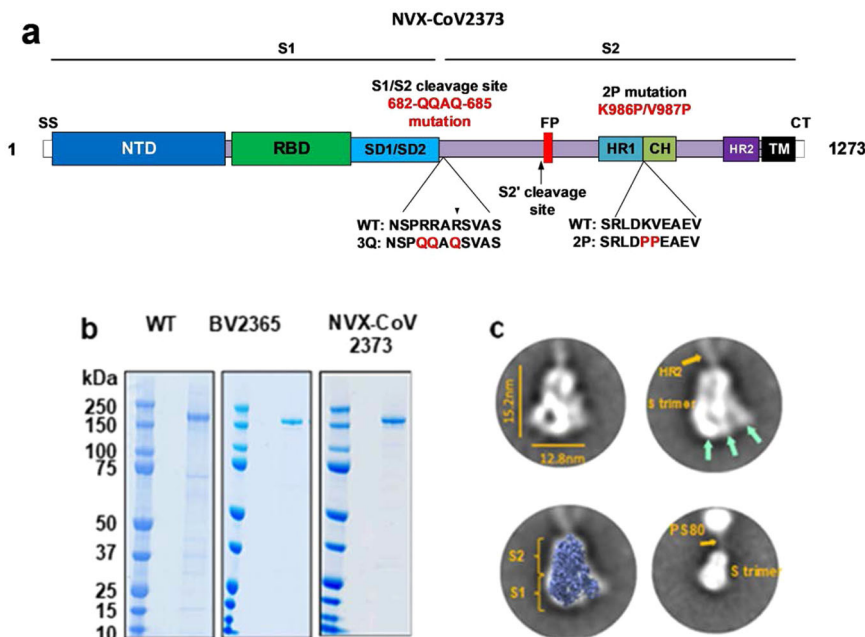 NVX-CoV2373
a
S1 S2
S1/S2 cleavage site
682-QQAQ-685
mutation
2P mutation
K986P/V987P
SS FP CT
1 NTD RBD SD1/SD2 HR1 CH HR2 TM 1273
S2' cleavage
site
WT: NSPRRARSVAS
3Q: NSPQQAQSVAS
WT: SRLDKVEAEV
2P: SRLDPPEAEV
b WT BV2365 NVX-CoV
2373
kDa
250
150
100
75
50
37
25
15
10
c
15.2nm
12.8nm
HR2
S trimer
S2
S1
PS80
S trimer